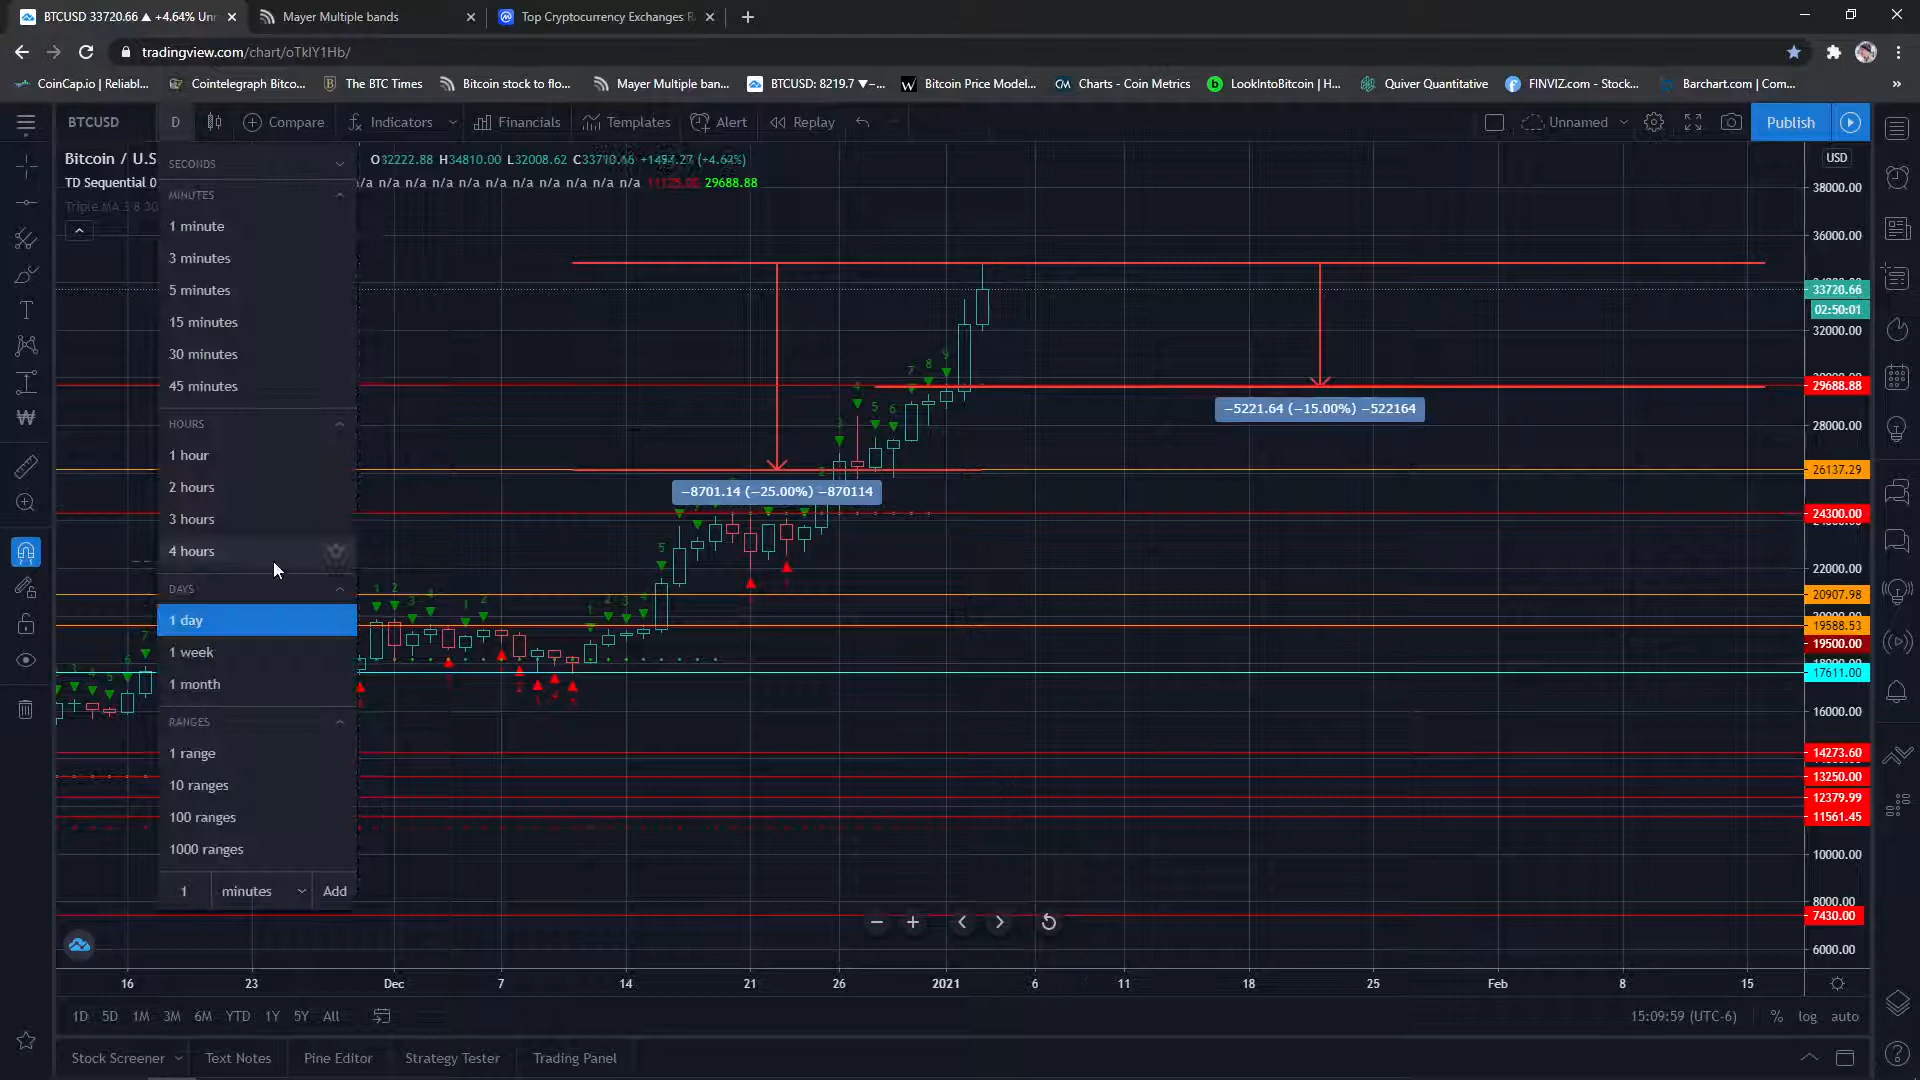 BTCUSD 33720.66 ▲ +4.64% Unr
Mayer Multiple bands
Top Cryptocurrency Exchanges R
tradingview.com/chart/oTkIY1Hb/
CoinCap.io | Reliabl...
Cointelegraph Bitco...
The BTC Times
Bitcoin stock to flo...
Mayer Multiple ban...
BTCUSD: 8219.7 ▼−...
Bitcoin Price Model...
Charts - Coin Metrics
LookIntoBitcoin | H...
Quiver Quantitative
FINVIZ.com - Stock...
Barchart.com | Com...
BTCUSD
D
Compare
Indicators
Financials
Templates
Alert
Replay
Unnamed
Publish
Bitcoin / U.S
O32222.88 H34810.00 L32008.62 C33710.16 +1497.27 (+4.62%)
TD Sequential 0
/a n/a n/a n/a n/a n/a n/a n/a n/a n/a n/a 29688.88
Triple MA 3 8 30
SECONDS
MINUTES
1 minute
3 minutes
5 minutes
15 minutes
30 minutes
45 minutes
HOURS
1 hour
2 hours
3 hours
4 hours
DAYS
1 day
1 week
1 month
RANGES
1 range
10 ranges
100 ranges
1000 ranges
1 minutes Add
−5221.64 (−15.00%) −522164
−8701.14 (−25.00%) −870114
USD
38000.00
36000.00
33720.66
02:50:01
32000.00
29688.88
28000.00
26137.29
24300.00
22000.00
20907.98
19588.53
19500.00
17611.00
16000.00
14273.60
13250.00
12379.99
11561.45
10000.00
8000.00
7430.00
6000.00
16 23 Dec 7 14 21 26 2021 6 11 18 25 Feb 8 15
1D 5D 1M 3M 6M YTD 1Y 5Y All
15:09:59 (UTC-6) % log auto
Stock Screener
Text Notes
Pine Editor
Strategy Tester
Trading Panel